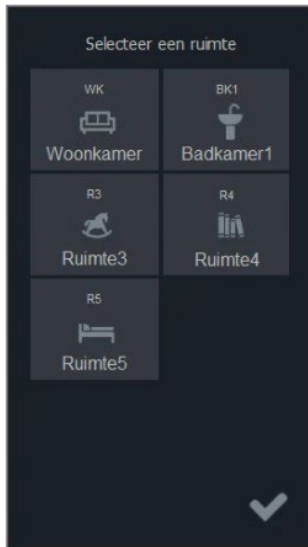 Selecteer een ruimte
WK
Woonkamer
BK1
Badkamer1
R3
Ruimte3
R4
Ruimte4
R5
Ruimte5